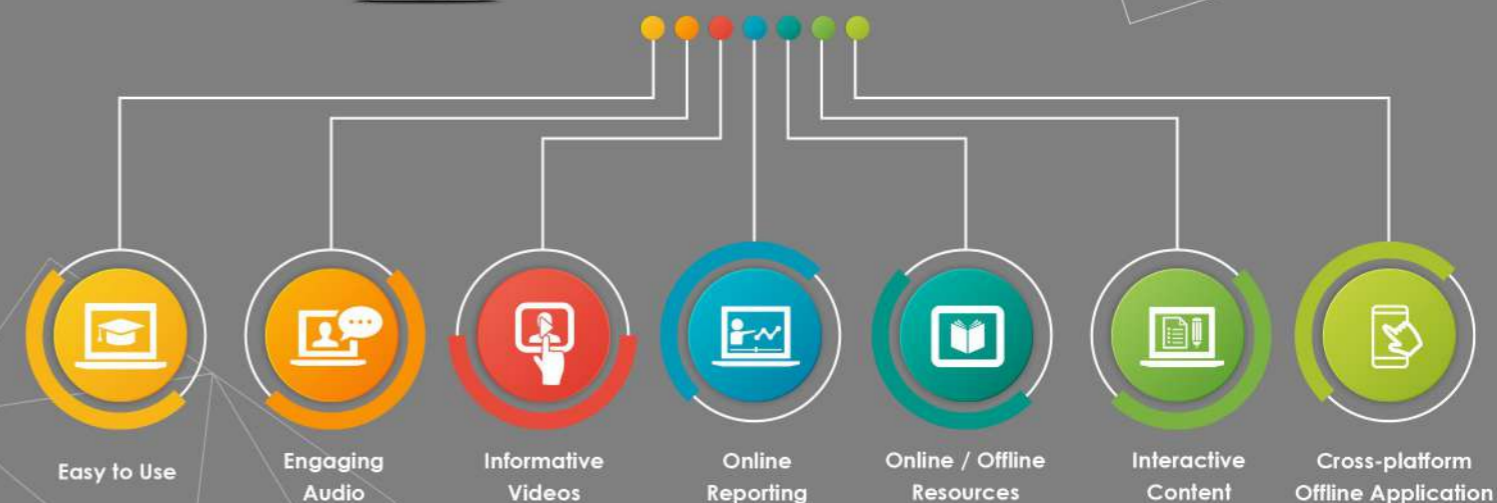 Easy to Use
Engaging
Audio
Informative
Videos
Online
Reporting
Online / Offline
Resources
Interactive
Content
Cross-platform
Offline Application